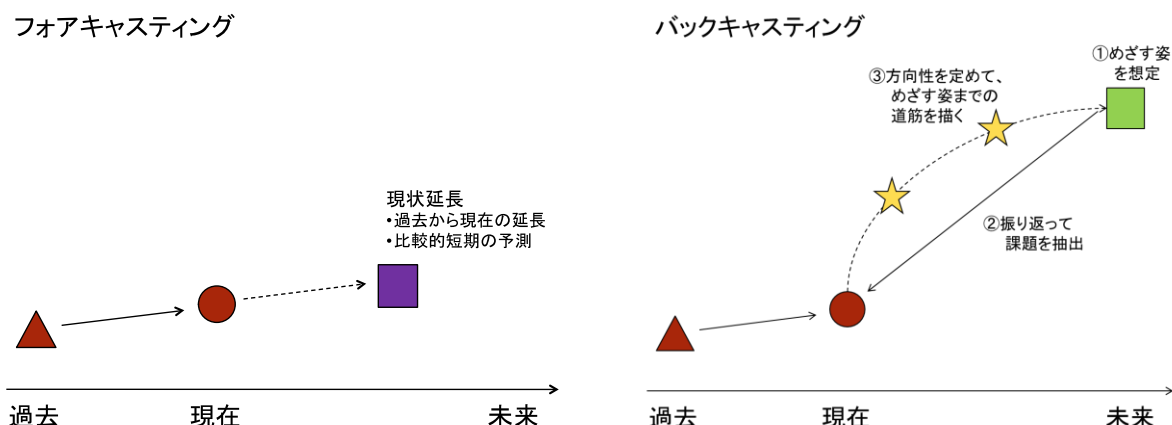 フォアキャスティング
現状延長
•過去から現在の延長
•比較的短期の予測
過去
現在
未来
バックキャスティング
①めざす姿
を想定
③方向性を定めて、
めざす姿までの
道筋を描く
②振り返って
課題を抽出
過去
現在
未来